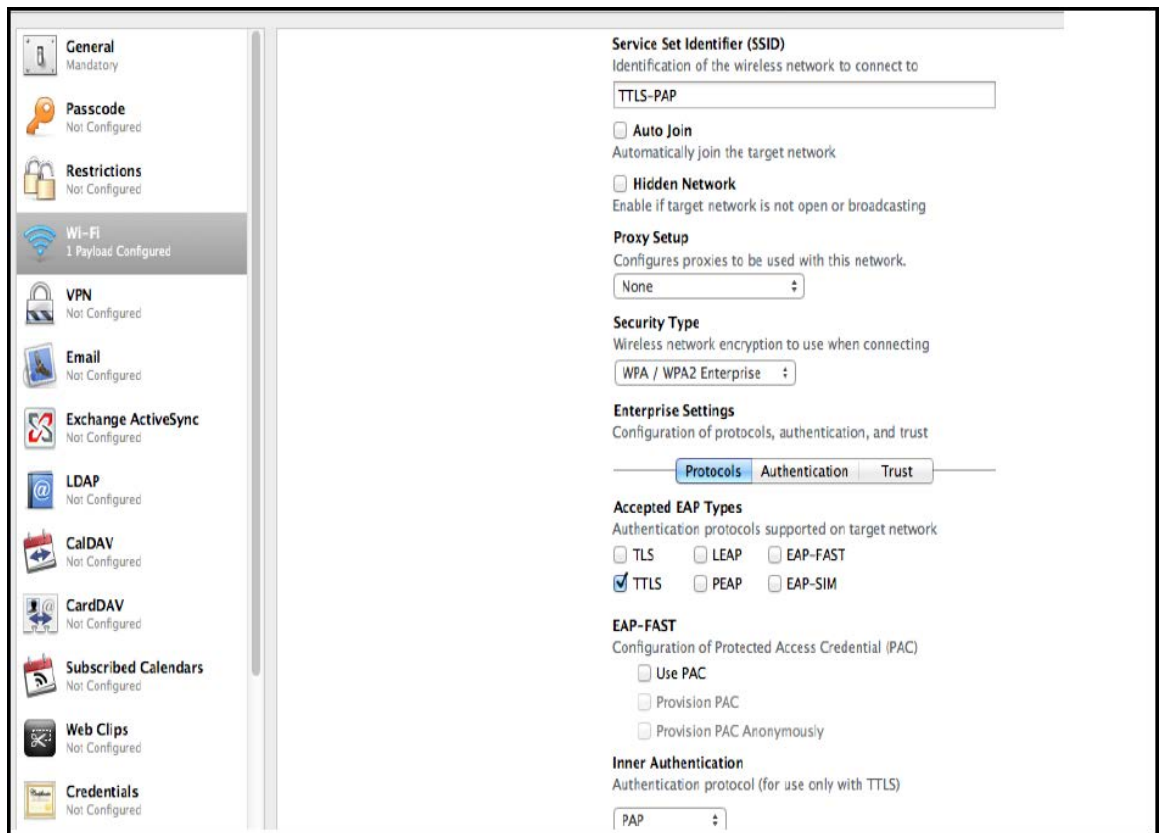 General
Mandatory
Passcode
Not Configured
Restrictions
Not Configured
Wi-Fi
1 Payload Configured
VPN
Not Configured
Email
Not Configured
Exchange ActiveSync
Not Configured
LDAP
Not Configured
CalDAV
Not Configured
CardDAV
Not Configured
Subscribed Calendars
Not Configured
Web Clips
Not Configured
Credentials
Not Configured
Service Set Identifier (SSID)
Identification of the wireless network to connect to
TTLS-PAP
Auto Join
Automatically join the target network
Hidden Network
Enable if target network is not open or broadcasting
Proxy Setup
Configures proxies to be used with this network.
None
Security Type
Wireless network encryption to use when connecting
WPA / WPA2 Enterprise
Enterprise Settings
Configuration of protocols, authentication, and trust
Protocols Authentication Trust
Accepted EAP Types
Authentication protocols supported on target network
TLS LEAP EAP-FAST
TTLS PEAP EAP-SIM
EAP-FAST
Configuration of Protected Access Credential (PAC)
Use PAC
Provision PAC
Provision PAC Anonymously
Inner Authentication
Authentication protocol (for use only with TTLS)
PAP